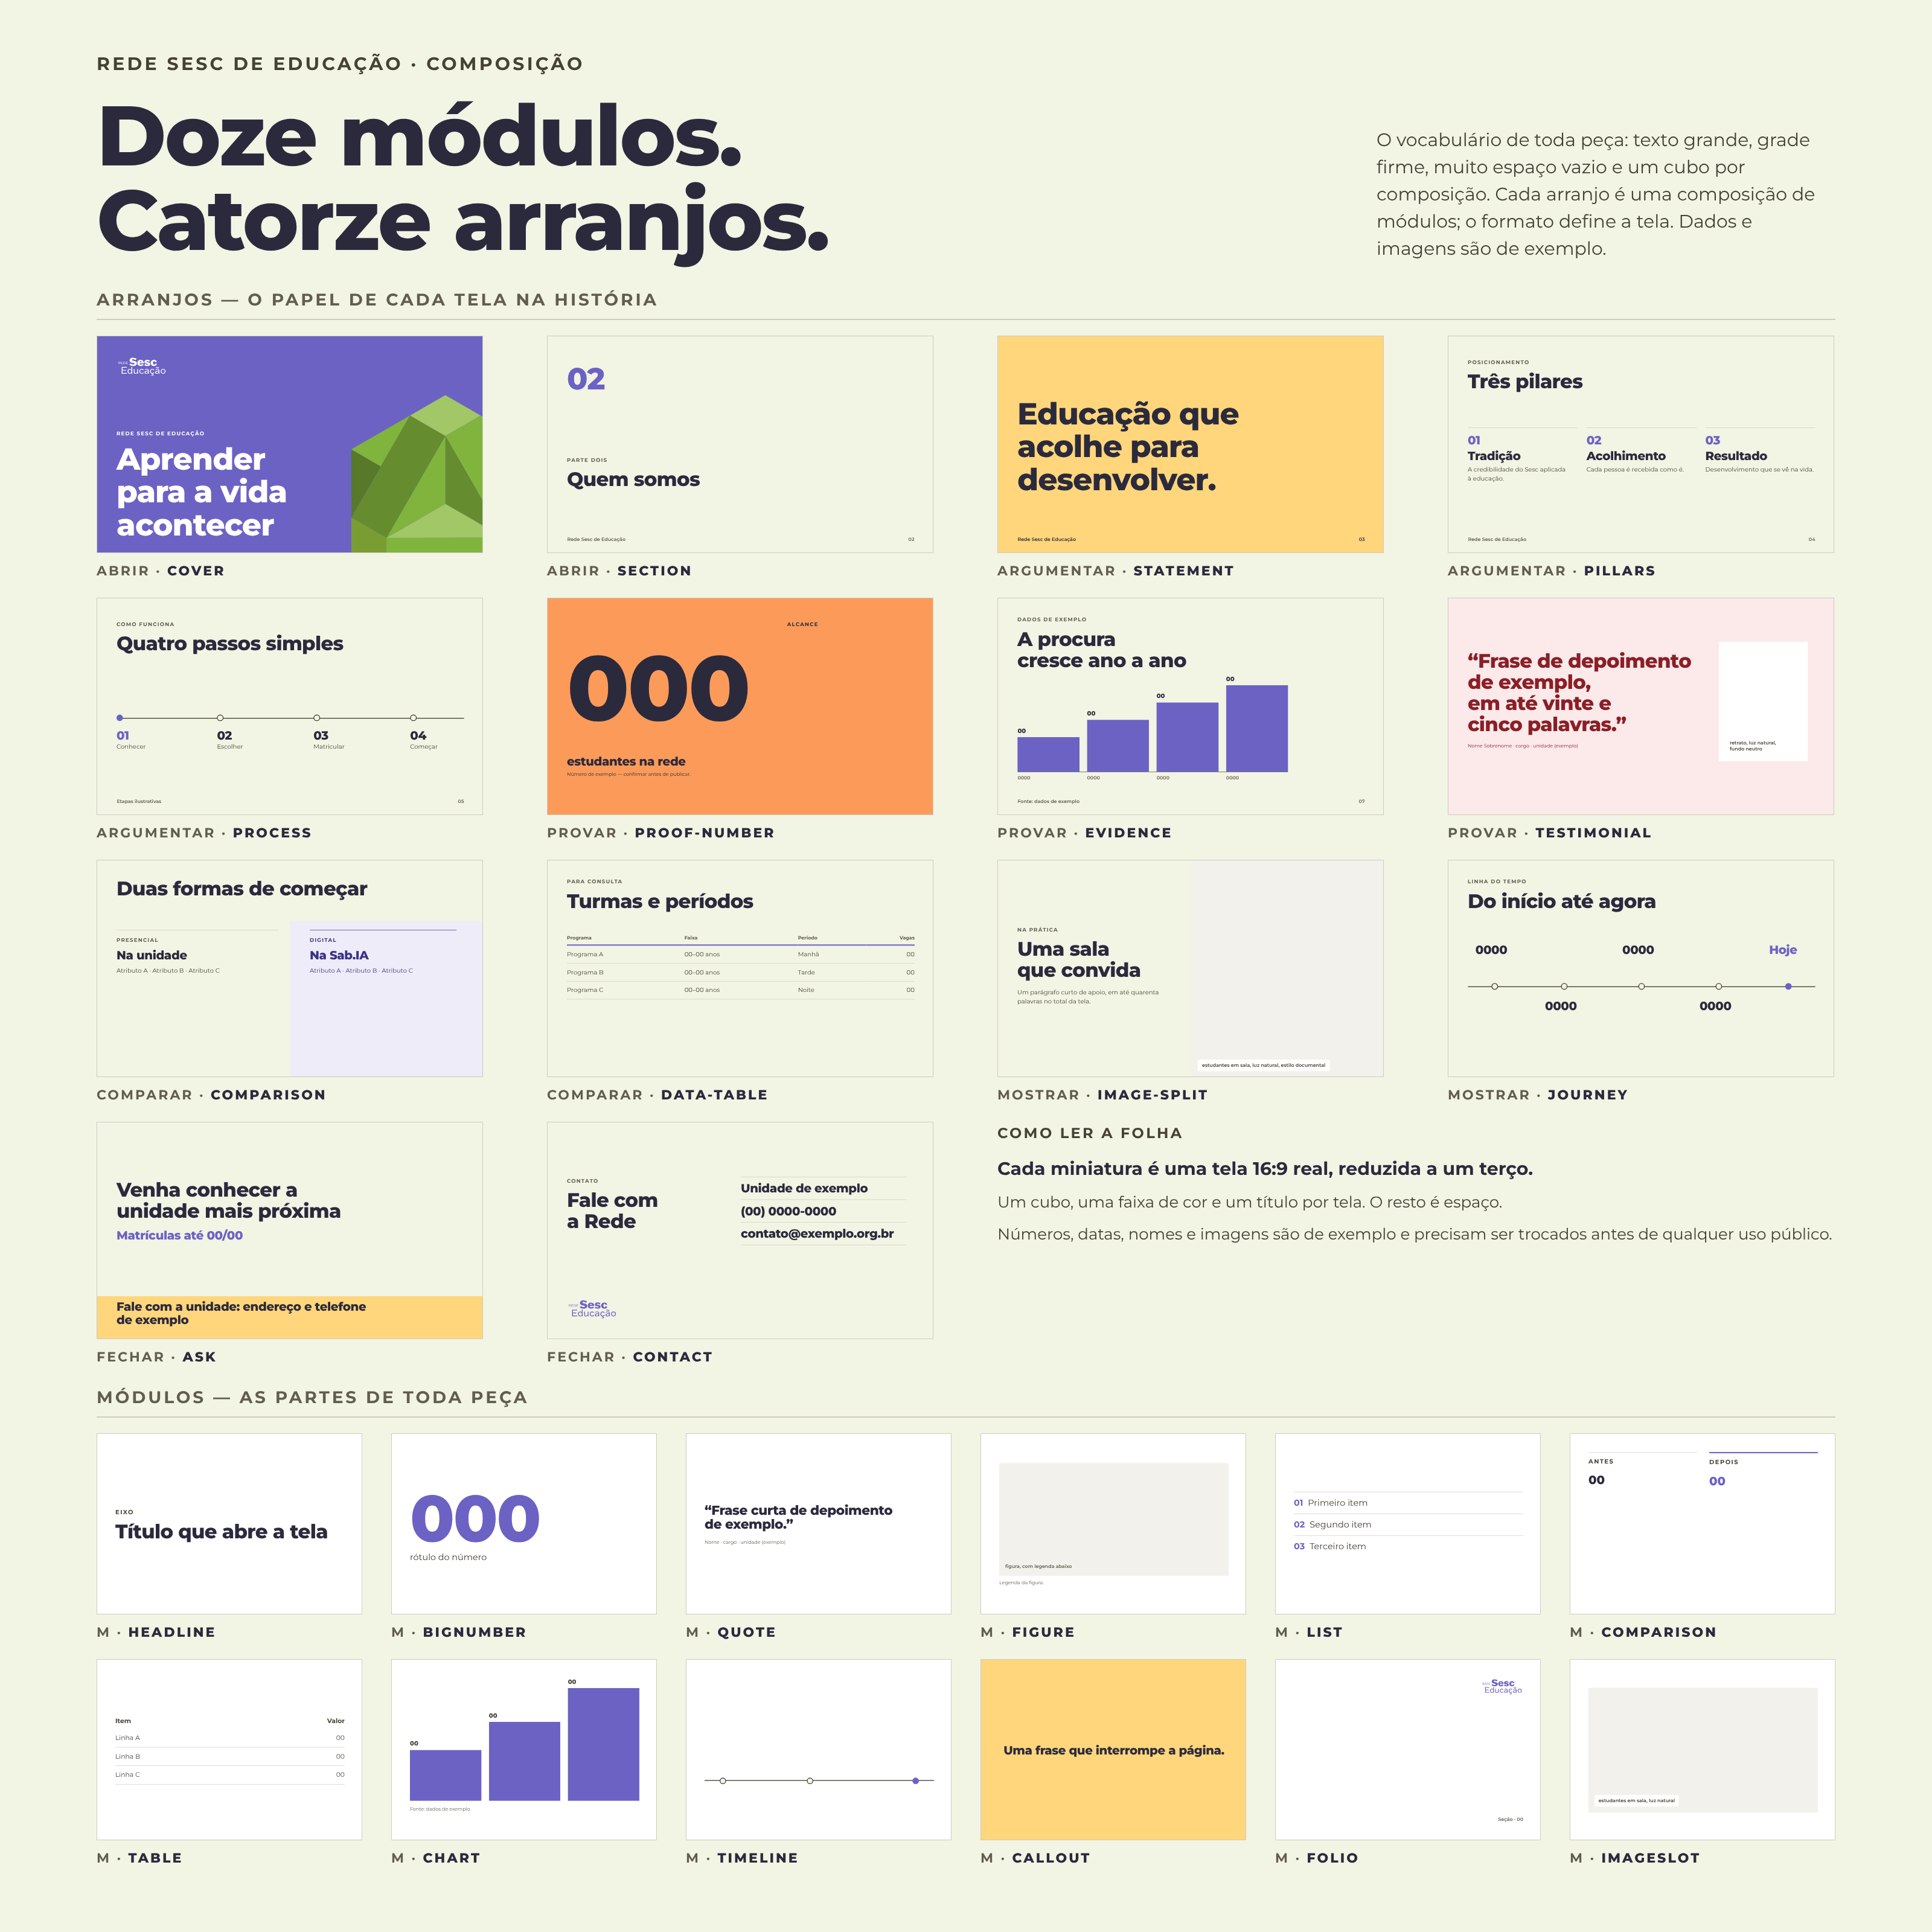 REDE SESC DE EDUCAÇÃO · COMPOSIÇÃO
Doze módulos.
Catorze arranjos.
O vocabulário de toda peça: texto grande, grade
firme, muito espaço vazio e um cubo por
composição. Cada arranjo é uma composição de
módulos; o formato define a tela. Dados e
imagens são de exemplo.
ARRANJOS — O PAPEL DE CADA TELA NA HISTÓRIA
Sesc
Educação
REDE SESC DE EDUCAÇÃO
Aprender
para a vida
acontecer
ABRIR · COVER
02
PARTE DOIS
Quem somos
Rede Sesc de Educação
02
ABRIR · SECTION
Educação que
acolhe para
desenvolver.
Rede Sesc de Educação
03
ARGUMENTAR · STATEMENT
POSICIONAMENTO
Três pilares
01
Tradição
A credibilidade do Sesc aplicada
à educação.
02
Acolhimento
Cada pessoa é recebida como é.
03
Resultado
Desenvolvimento que se vê na vida.
Rede Sesc de Educação
04
ARGUMENTAR · PILLARS
COMO FUNCIONA
Quatro passos simples
01
Conhecer
02
Escolher
03
Matricular
04
Começar
Etapas ilustrativas
05
ARGUMENTAR · PROCESS
ALCANCE
000
estudantes na rede
Número de exemplo — confirmar antes de publicar.
PROVAR · PROOF-NUMBER
DADOS DE EXEMPLO
A procura
cresce ano a ano
00
00
00
00
0000
0000
0000
0000
Fonte: dados de exemplo
07
PROVAR · EVIDENCE
“Frase de depoimento
de exemplo,
em até vinte e
cinco palavras.”
Nome Sobrenome · cargo · unidade (exemplo)
retrato, luz natural,
fundo neutro
PROVAR · TESTIMONIAL
Duas formas de começar
PRESENCIAL
Na unidade
Atributo A · Atributo B · Atributo C
DIGITAL
Na Sab.IA
Atributo A · Atributo B · Atributo C
COMPARAR · COMPARISON
PARA CONSULTA
Turmas e períodos
Programa Faixa Período Vagas
Programa A 00–00 anos Manhã 00
Programa B 00–00 anos Tarde 00
Programa C 00–00 anos Noite 00
COMPARAR · DATA-TABLE
NA PRÁTICA
Uma sala
que convida
Um parágrafo curto de apoio, em até quarenta
palavras no total da tela.
estudantes em sala, luz natural, estilo documental
MOSTRAR · IMAGE-SPLIT
LINHA DO TEMPO
Do início até agora
0000
0000
Hoje
0000
0000
MOSTRAR · JOURNEY
Venha conhecer a
unidade mais próxima
Matrículas até 00/00
Fale com a unidade: endereço e telefone
de exemplo
FECHAR · ASK
CONTATO
Fale com
a Rede
Unidade de exemplo
(00) 0000-0000
contato@exemplo.org.br
Sesc
Educação
FECHAR · CONTACT
COMO LER A FOLHA
Cada miniatura é uma tela 16:9 real, reduzida a um terço.
Um cubo, uma faixa de cor e um título por tela. O resto é espaço.
Números, datas, nomes e imagens são de exemplo e precisam ser trocados antes de qualquer uso público.
MÓDULOS — AS PARTES DE TODA PEÇA
EIXO
Título que abre a tela
M · HEADLINE
000
rótulo do número
M · BIGNUMBER
“Frase curta de depoimento
de exemplo.”
Nome · cargo · unidade (exemplo)
M · QUOTE
figura, com legenda abaixo
Legenda da figura.
M · FIGURE
01 Primeiro item
02 Segundo item
03 Terceiro item
M · LIST
ANTES
00
DEPOIS
00
M · COMPARISON
Item Valor
Linha A 00
Linha B 00
Linha C 00
M · TABLE
00
00
00
Fonte: dados de exemplo
M · CHART
M · TIMELINE
Uma frase que interrompe a página.
M · CALLOUT
Sesc
Educação
Seção · 00
M · FOLIO
estudantes em sala, luz natural
M · IMAGESLOT